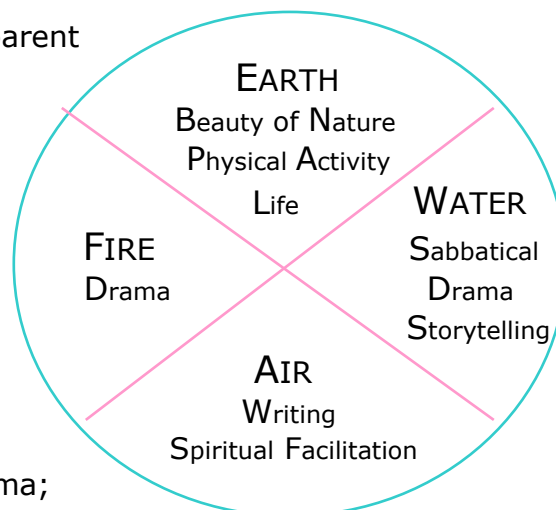 arent
EARTH
Beauty of Nature
Physical Activity
Life
WATER
Sabbatical
Drama
Storytelling
FIRE
Drama
AIR
Writing
Spiritual Facilitation
ma;